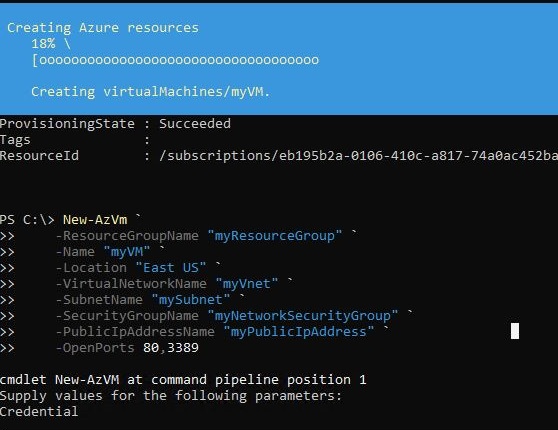 Creating Azure resources
18% \
[ooooooooooooooooooooooooooooooooooo
Creating virtualMachines/myVM.
ProvisioningState : Succeeded
Tags :
ResourceId : /subscriptions/eb195b2a-0106-410c-a817-74a0ac452ba
PS C:\> New-AzVm `
>> -ResourceGroupName "myResourceGroup" `
>> -Name "myVM" `
>> -Location "East US" `
>> -VirtualNetworkName "myVnet" `
>> -SubnetName "mySubnet" `
>> -SecurityGroupName "myNetworkSecurityGroup" `
>> -PublicIpAddressName "myPublicIpAddress" `
>> -OpenPorts 80,3389
cmdlet New-AzVM at command pipeline position 1
Supply values for the following parameters:
Credential